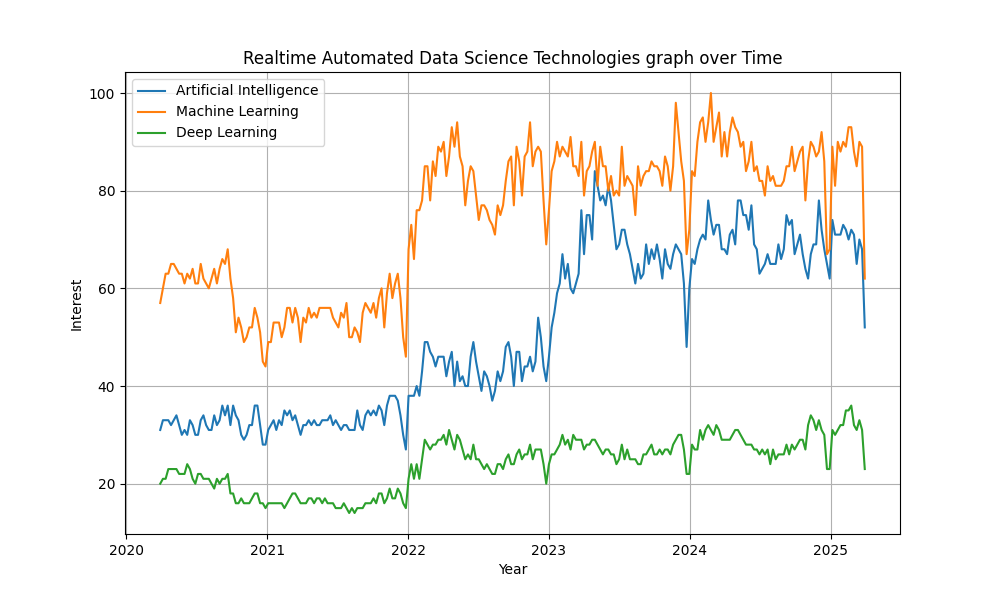 Realtime Automated Data Science Technologies graph over Time
Artificial Intelligence
Machine Learning
Deep Learning
100
80
60
40
20
Interest
2020 2021 2022 2023 2024 2025
Year